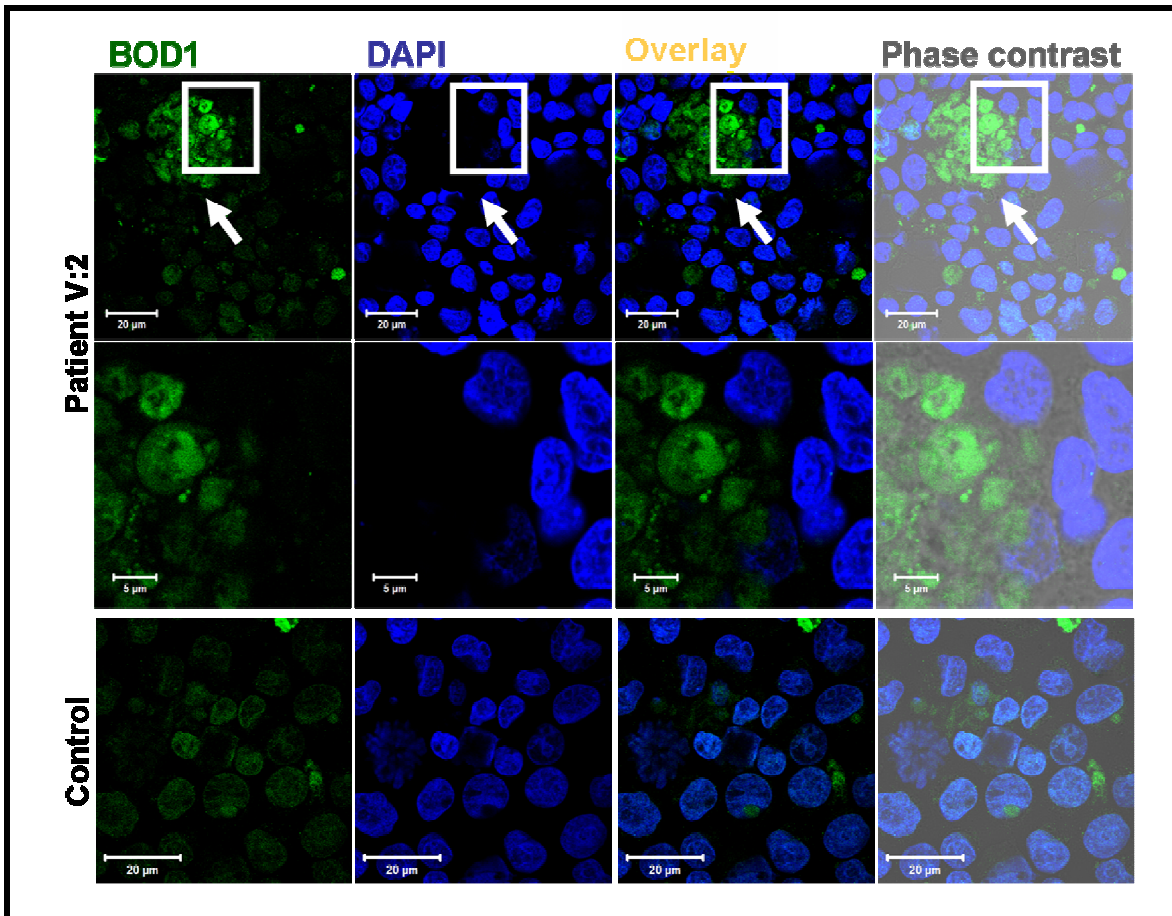 BOD1 DAPI Overlay Phase contrast
Patient V:2
20 µm 20 µm 20 µm 20 µm
5 µm 5 µm 5 µm 5 µm
Control
20 µm 20 µm 20 µm 20 µm